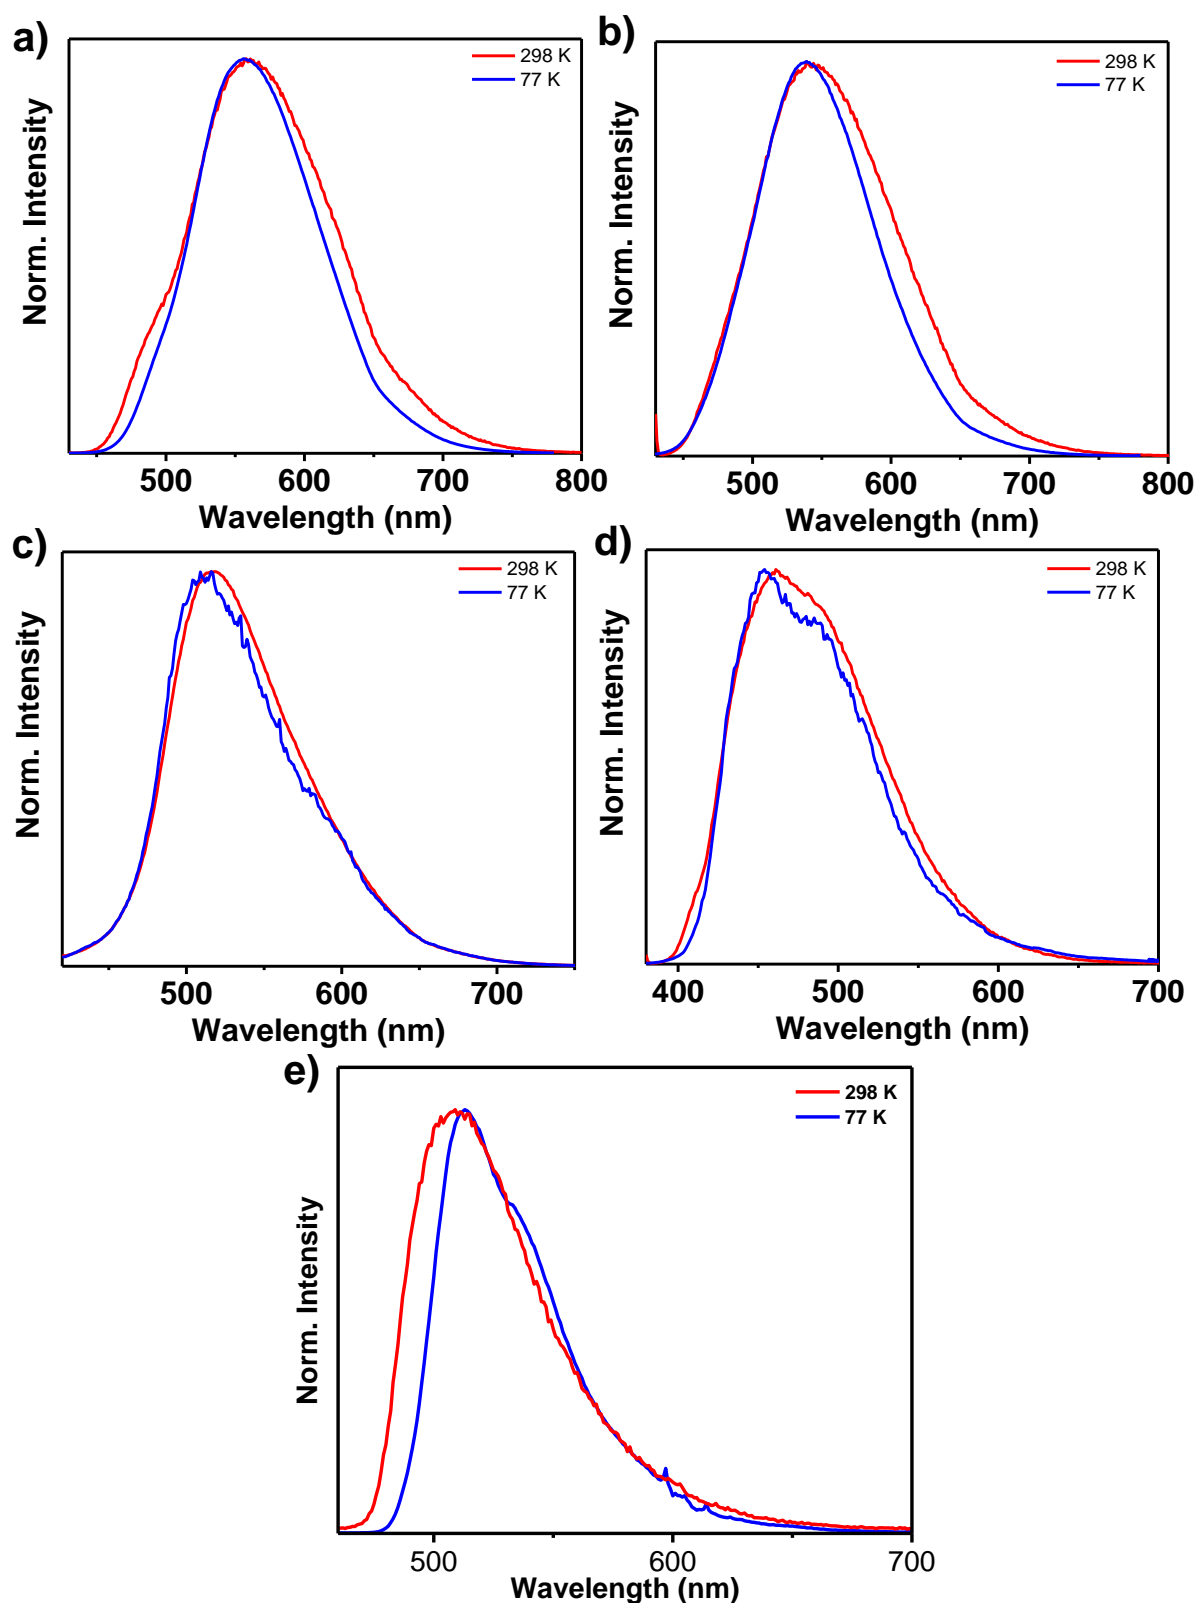 a)
298 K
77 K
Norm. Intensity
500 600 700 800
Wavelength (nm)
b)
298 K
77 K
Norm. Intensity
500 600 700 800
Wavelength (nm)
c)
298 K
77 K
Norm. Intensity
500 600 700
Wavelength (nm)
d)
298 K
77 K
Norm. Intensity
400 500 600 700
Wavelength (nm)
e)
298 K
77 K
Norm. Intensity
500 600 700
Wavelength (nm)